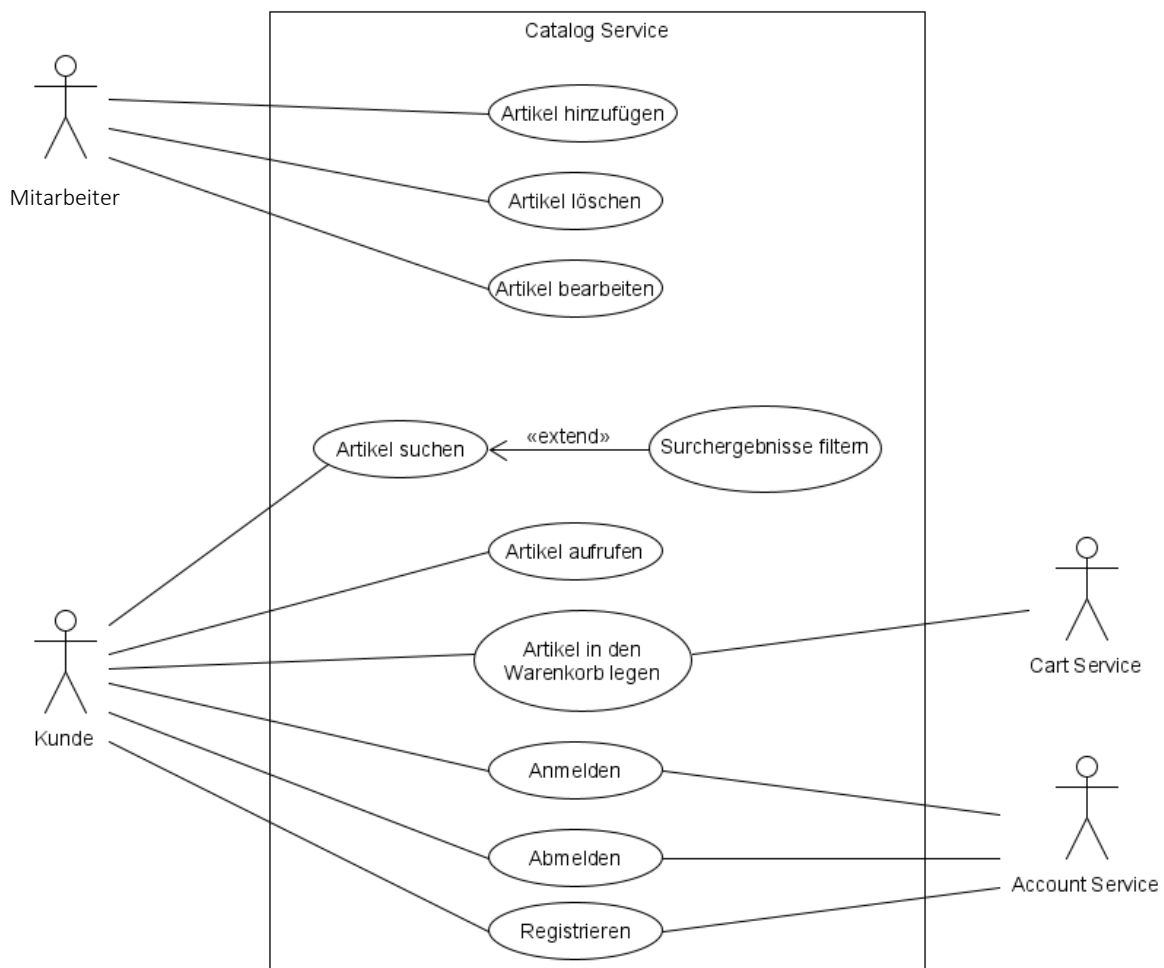 Catalog Service
Artikel hinzufügen
Mitarbeiter
Artikel löschen
Artikel bearbeiten
Artikel suchen
«extend»
Surchergebnisse filtern
Artikel aufrufen
Artikel in den
Warenkorb legen
Cart Service
Kunde
Anmelden
Abmelden
Account Service
Registrieren